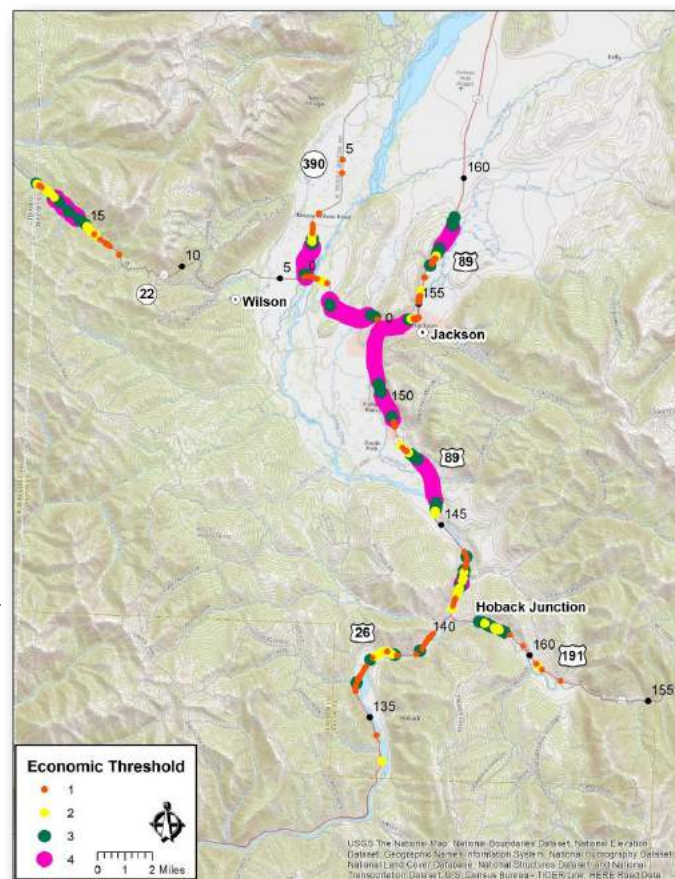 5
390
160
15
10
5
0
89
22
Wilson
155
0
Jackson
150
89
145
Hoback Junction
26
140
160
191
155
135
Economic Threshold
1
2
3
4
0 1 2
Miles
USGS The National Map: National Boundaries Dataset, National Elevation
Dataset, Geographic Names Information System, National Hydrography Dataset,
National Land Cover Database, National Structures Dataset, and National
Transportation Dataset; U.S. Census Bureau - TIGER/Line; HERE Road Data